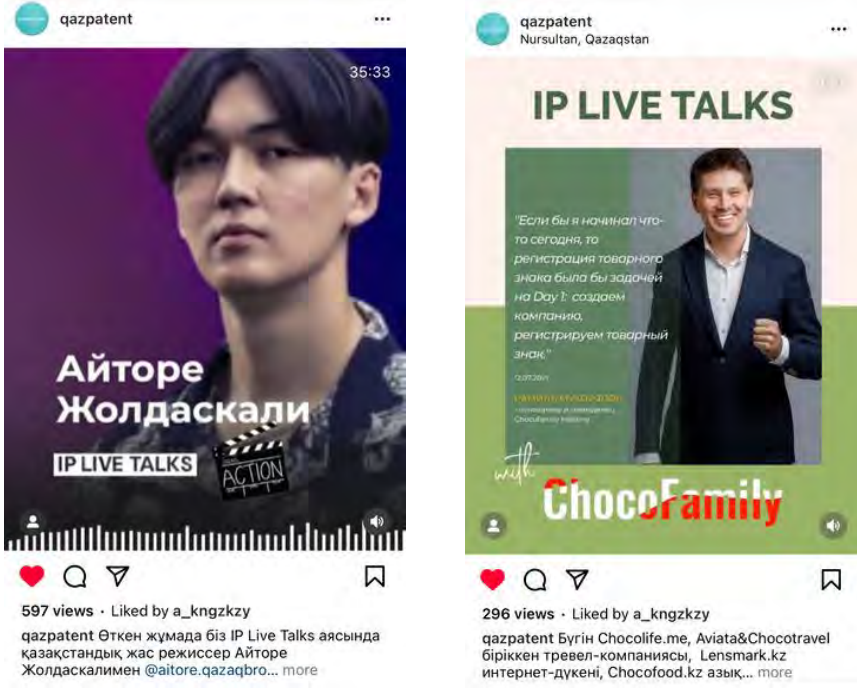 qazpatent
35:33
Айторе
Жолдаскали
IP LIVE TALKS
ACTION
597 views · Liked by a_kngzkzy
qazpatent Өткен жұмада біз IP Live Talks аясында
қазақстандық жас режиссер Айторе
Жолдаскалимен @aitore.qazaqbro... more
qazpatent
Nursultan, Qazaqstan
IP LIVE TALKS
"Если бы я начинал что-
то сегодня, то
регистрация товарного
знака была бы задачей
на Day 1: создаем
компанию,
регистрируем товарный
знак."
with
ChocoFamily
296 views · Liked by a_kngzkzy
qazpatent Бүгін Chocolife.me, Aviata&Chocotravel
біріккен тревел-компаниясы, Lensmark.kz
интернет-дүкені, Chocofood.kz азық... more